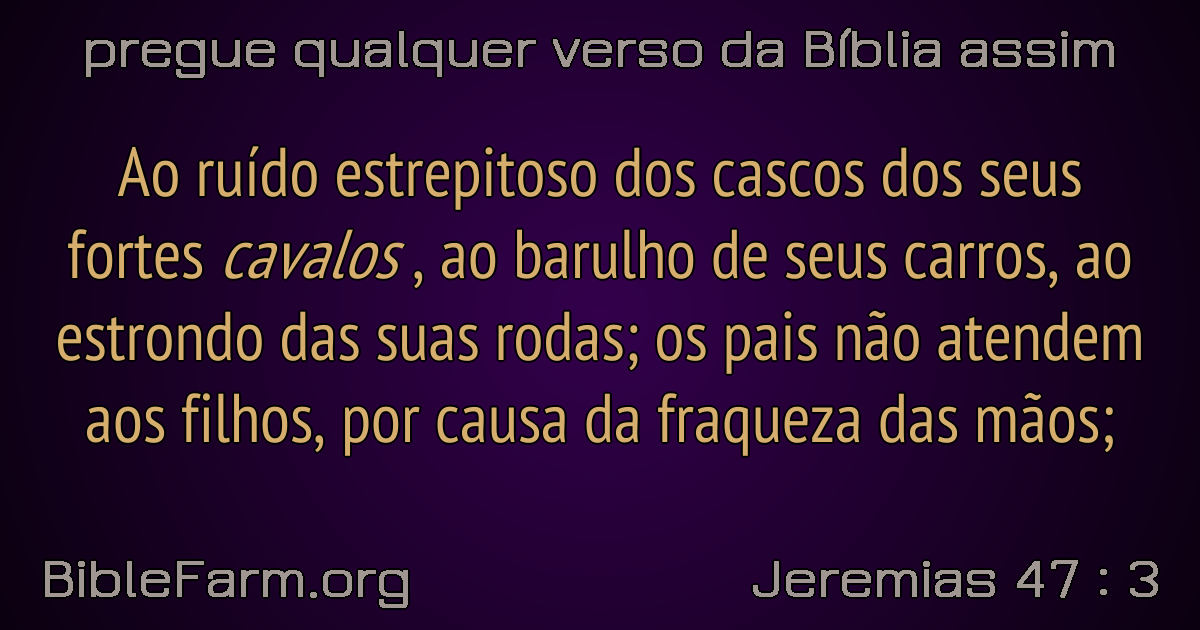 pregue qualquer verso da Bíblia assim
Ao ruído estrepitoso dos cascos dos seus
fortes cavalos , ao barulho de seus carros, ao
estrondo das suas rodas; os pais não atendem
aos filhos, por causa da fraqueza das mãos;
BibleFarm.org
Jeremias 47 : 3